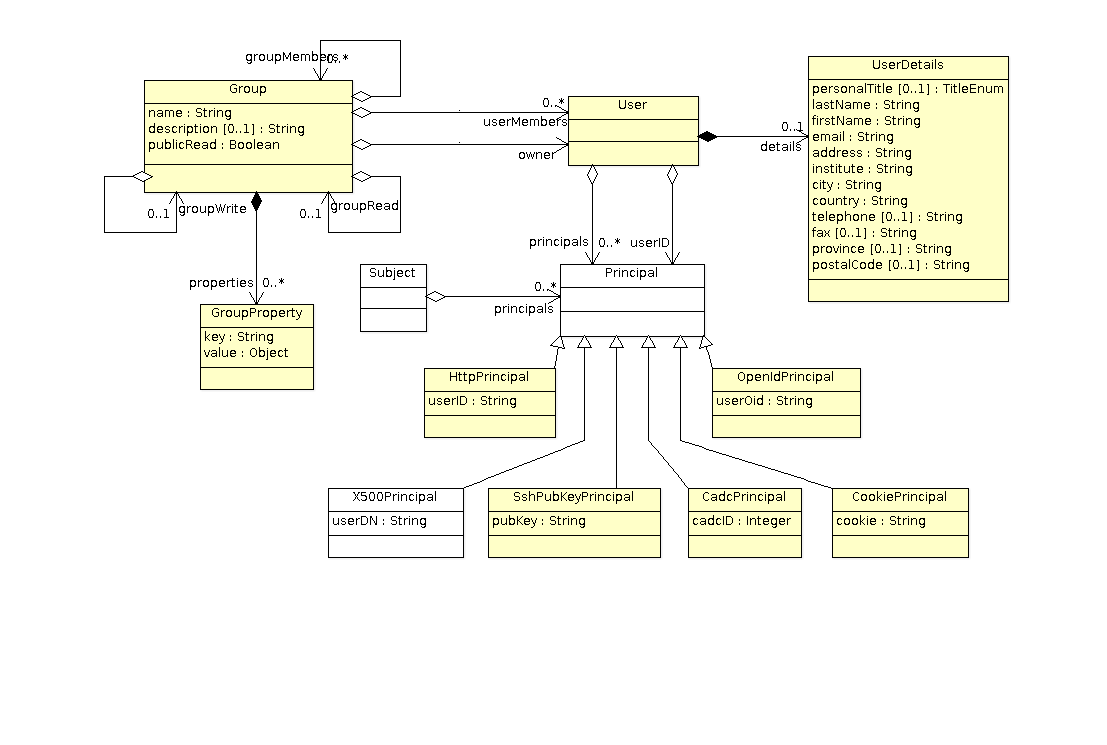 groupMembers 0..*
Group
name : String
description [0..1] : String
publicRead : Boolean
0..1 groupWrite
0..1 groupRead
0..*
userMembers
owner
User
0..1
details
UserDetails
personalTitle [0..1] : TitleEnum
lastName : String
firstName : String
email : String
address : String
institute : String
city : String
country : String
telephone [0..1] : String
fax [0..1] : String
province [0..1] : String
postalCode [0..1] : String
principals 0..* userID
properties 0..*
GroupProperty
key : String
value : Object
Subject
0..*
principals
Principal
HttpPrincipal
userID : String
OpenIdPrincipal
userOid : String
X500Principal
userDN : String
SshPubKeyPrincipal
pubKey : String
CadcPrincipal
cadcID : Integer
CookiePrincipal
cookie : String